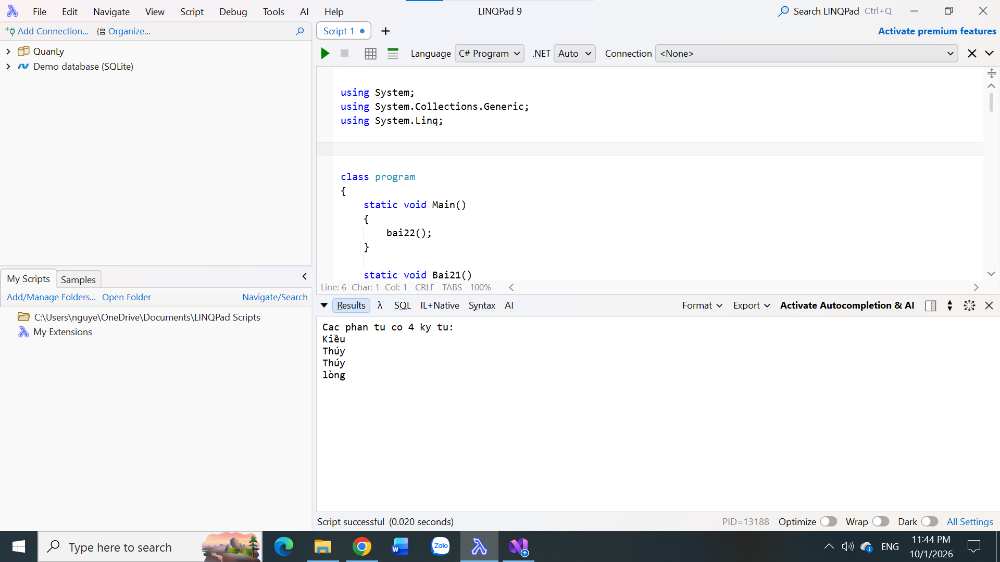 File Edit Navigate View Script Debug Tools AI Help
LINQPad 9
Search LINQPad Ctrl+Q
Add Connection... Organize...
QuanLy
Demo database (SQLite)
Script 1
Activate premium features
Language C# Program .NET Auto Connection <None>
using System;
using System.Collections.Generic;
using System.Linq;
class program
{
static void Main()
{
bai22();
}
static void Bai21()
Line: 6 Char: 1 Col: 1 CRLF TABS 100%
My Scripts Samples
Add/Manage Folders... Open Folder Navigate/Search
C:\Users\nguye\OneDrive\Documents\LINQPad Scripts
My Extensions
Results λ SQL IL+Native Syntax AI Format Export Activate Autocompletion & AI
Cac phan tu co 4 ky tu:
Kiều
Thúy
Thúy
lòng
Script successful (0.020 seconds)
PID=13188 Optimize Wrap Dark All Settings
Type here to search
Zalo
ENG
11:44 PM
10/1/2026